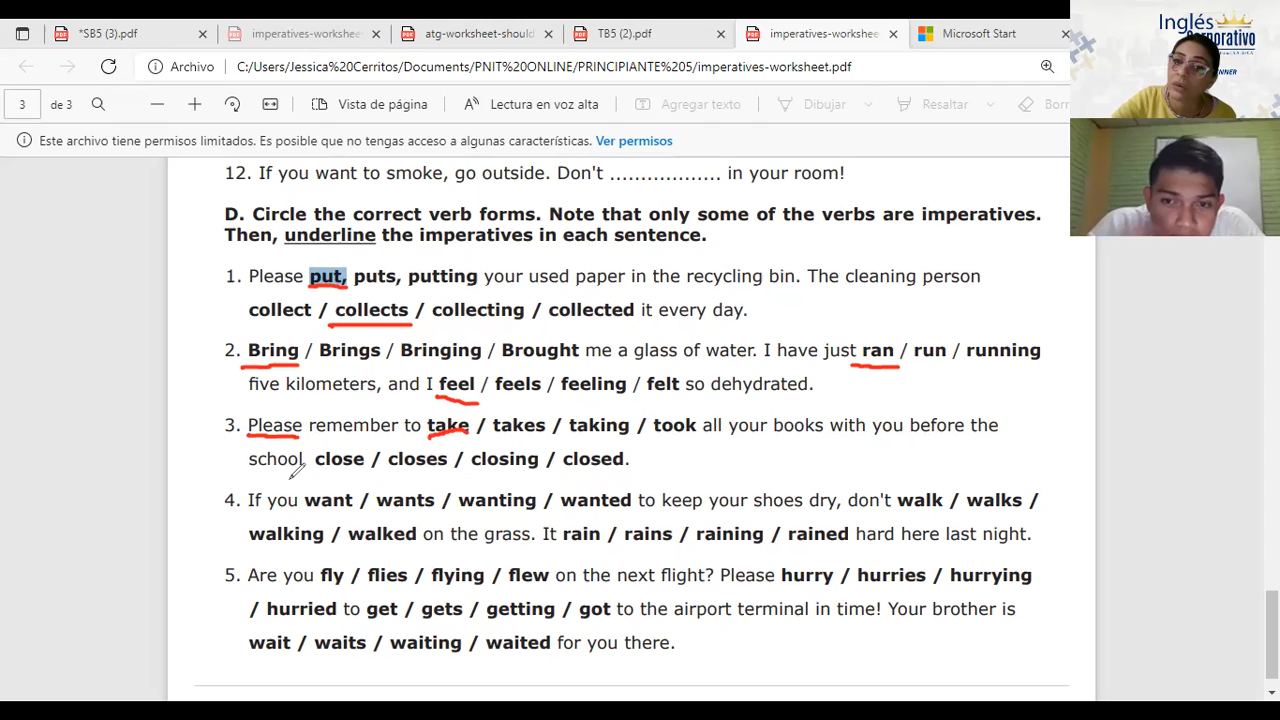 *SB5 (3).pdf
imperatives-workshee
atg-worksheet-should
TB5 (2).pdf
imperatives-workshee
Microsoft Start
Archivo
C:/Users/Jessica%20Cerritos/Documents/PNIT%20ONLINE/PRINCIPIANTE%205/imperatives-worksheet.pdf
3 de 3
Vista de página
Lectura en voz alta
Agregar texto
Dibujar
Resaltar
Borr
Este archivo tiene permisos limitados. Es posible que no tengas acceso a algunas características. Ver permisos
Inglés
Corporativo
12. If you want to smoke, go outside. Don't .................. in your room!
D. Circle the correct verb forms. Note that only some of the verbs are imperatives.
Then, underline the imperatives in each sentence.
1. Please put, puts, putting your used paper in the recycling bin. The cleaning person
collect / collects / collecting / collected it every day.
2. Bring / Brings / Bringing / Brought me a glass of water. I have just ran / run / running
five kilometers, and I feel / feels / feeling / felt so dehydrated.
3. Please remember to take / takes / taking / took all your books with you before the
school, close / closes / closing / closed.
4. If you want / wants / wanting / wanted to keep your shoes dry, don't walk / walks /
walking / walked on the grass. It rain / rains / raining / rained hard here last night.
5. Are you fly / flies / flying / flew on the next flight? Please hurry / hurries / hurrying
/ hurried to get / gets / getting / got to the airport terminal in time! Your brother is
wait / waits / waiting / waited for you there.